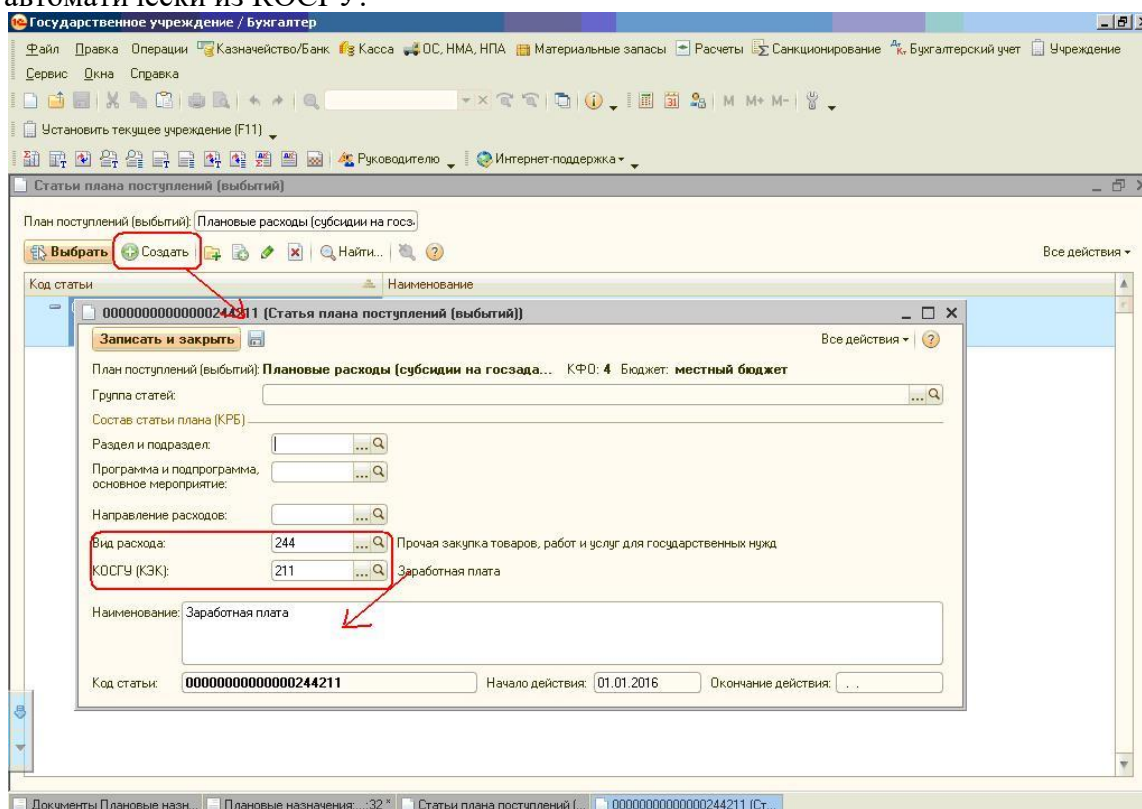 автоматически из КОСГУ.
Государственное учреждение / Бухгалтер
Файл Правка Операции Казначейство/Банк Касса ОС, НМА, НПА Материальные запасы Расчеты Санкционирование Бухгалтерский учет Учреждение
Сервис Окна Справка
M M+ M-
Установить текущее учреждение (F11)
Руководителю Интернет-поддержка
Статьи плана поступлений (выбытий)
План поступлений (выбытий): Плановые расходы (субсидии на госз
Выбрать Создать Найти... Все действия
Код статьи Наименование
00000000000000244211 (Статья плана поступлений (выбытий))
Записать и закрыть Все действия
План поступлений (выбытий): Плановые расходы (субсидии на госзада... КФО: 4 Бюджет: местный бюджет
Группа статей:
Состав статьи плана (КРБ)
Раздел и подраздел:
Программа и подпрограмма,
основное мероприятие:
Направление расходов:
Вид расхода: 244 Прочая закупка товаров, работ и услуг для государственных нужд
КОСГУ (КЭК): 211 Заработная плата
Наименование: Заработная плата
Код статьи: 00000000000000244211 Начало действия: 01.01.2016 Окончание действия: . .
Документы Плановые назн... Плановые назначения: ...:32 * Статьи плана поступлений (... 00000000000000244211 (Ст...